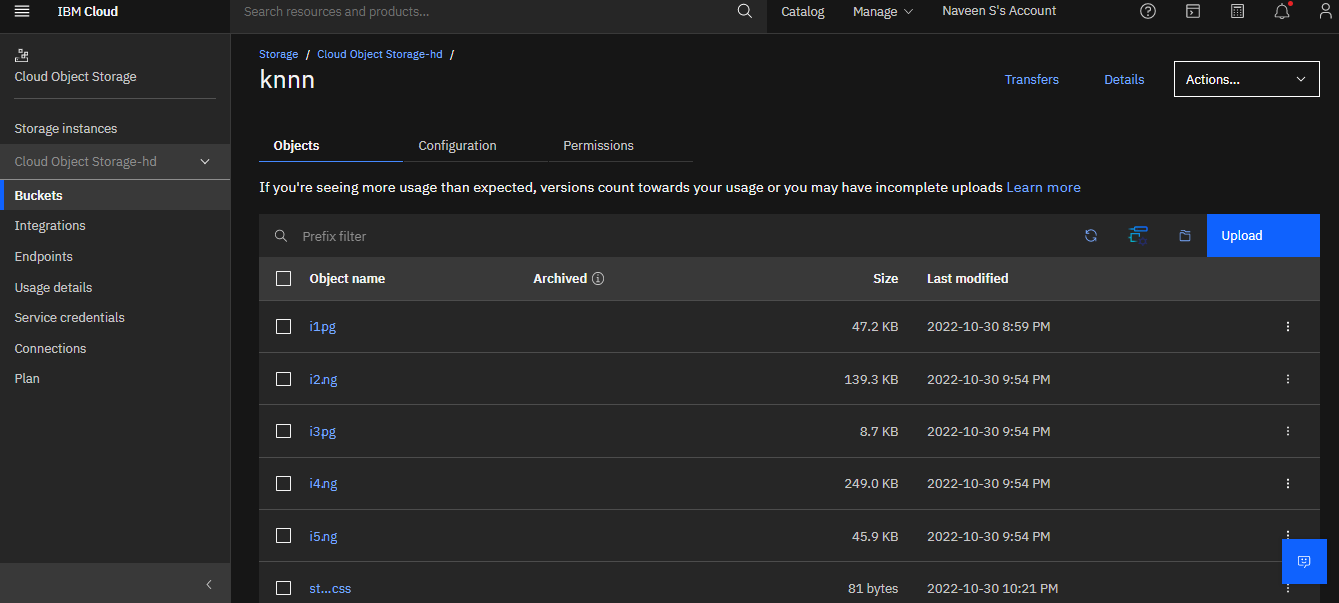 IBM Cloud
Search resources and products...
Catalog
Manage
Naveen S's Account
Cloud Object Storage
Storage instances
Cloud Object Storage-hd
Buckets
Integrations
Endpoints
Usage details
Service credentials
Connections
Plan
Storage / Cloud Object Storage-hd /
knnn
Transfers
Details
Actions...
Objects Configuration Permissions
If you're seeing more usage than expected, versions count towards your usage or you may have incomplete uploads Learn more
Prefix filter
Upload
Object name Archived Size Last modified
i1pg 47.2 KB 2022-10-30 8:59 PM
i2.ng 139.3 KB 2022-10-30 9:54 PM
i3pg 8.7 KB 2022-10-30 9:54 PM
i4.ng 249.0 KB 2022-10-30 9:54 PM
i5.ng 45.9 KB 2022-10-30 9:54 PM
st...css 81 bytes 2022-10-30 10:21 PM